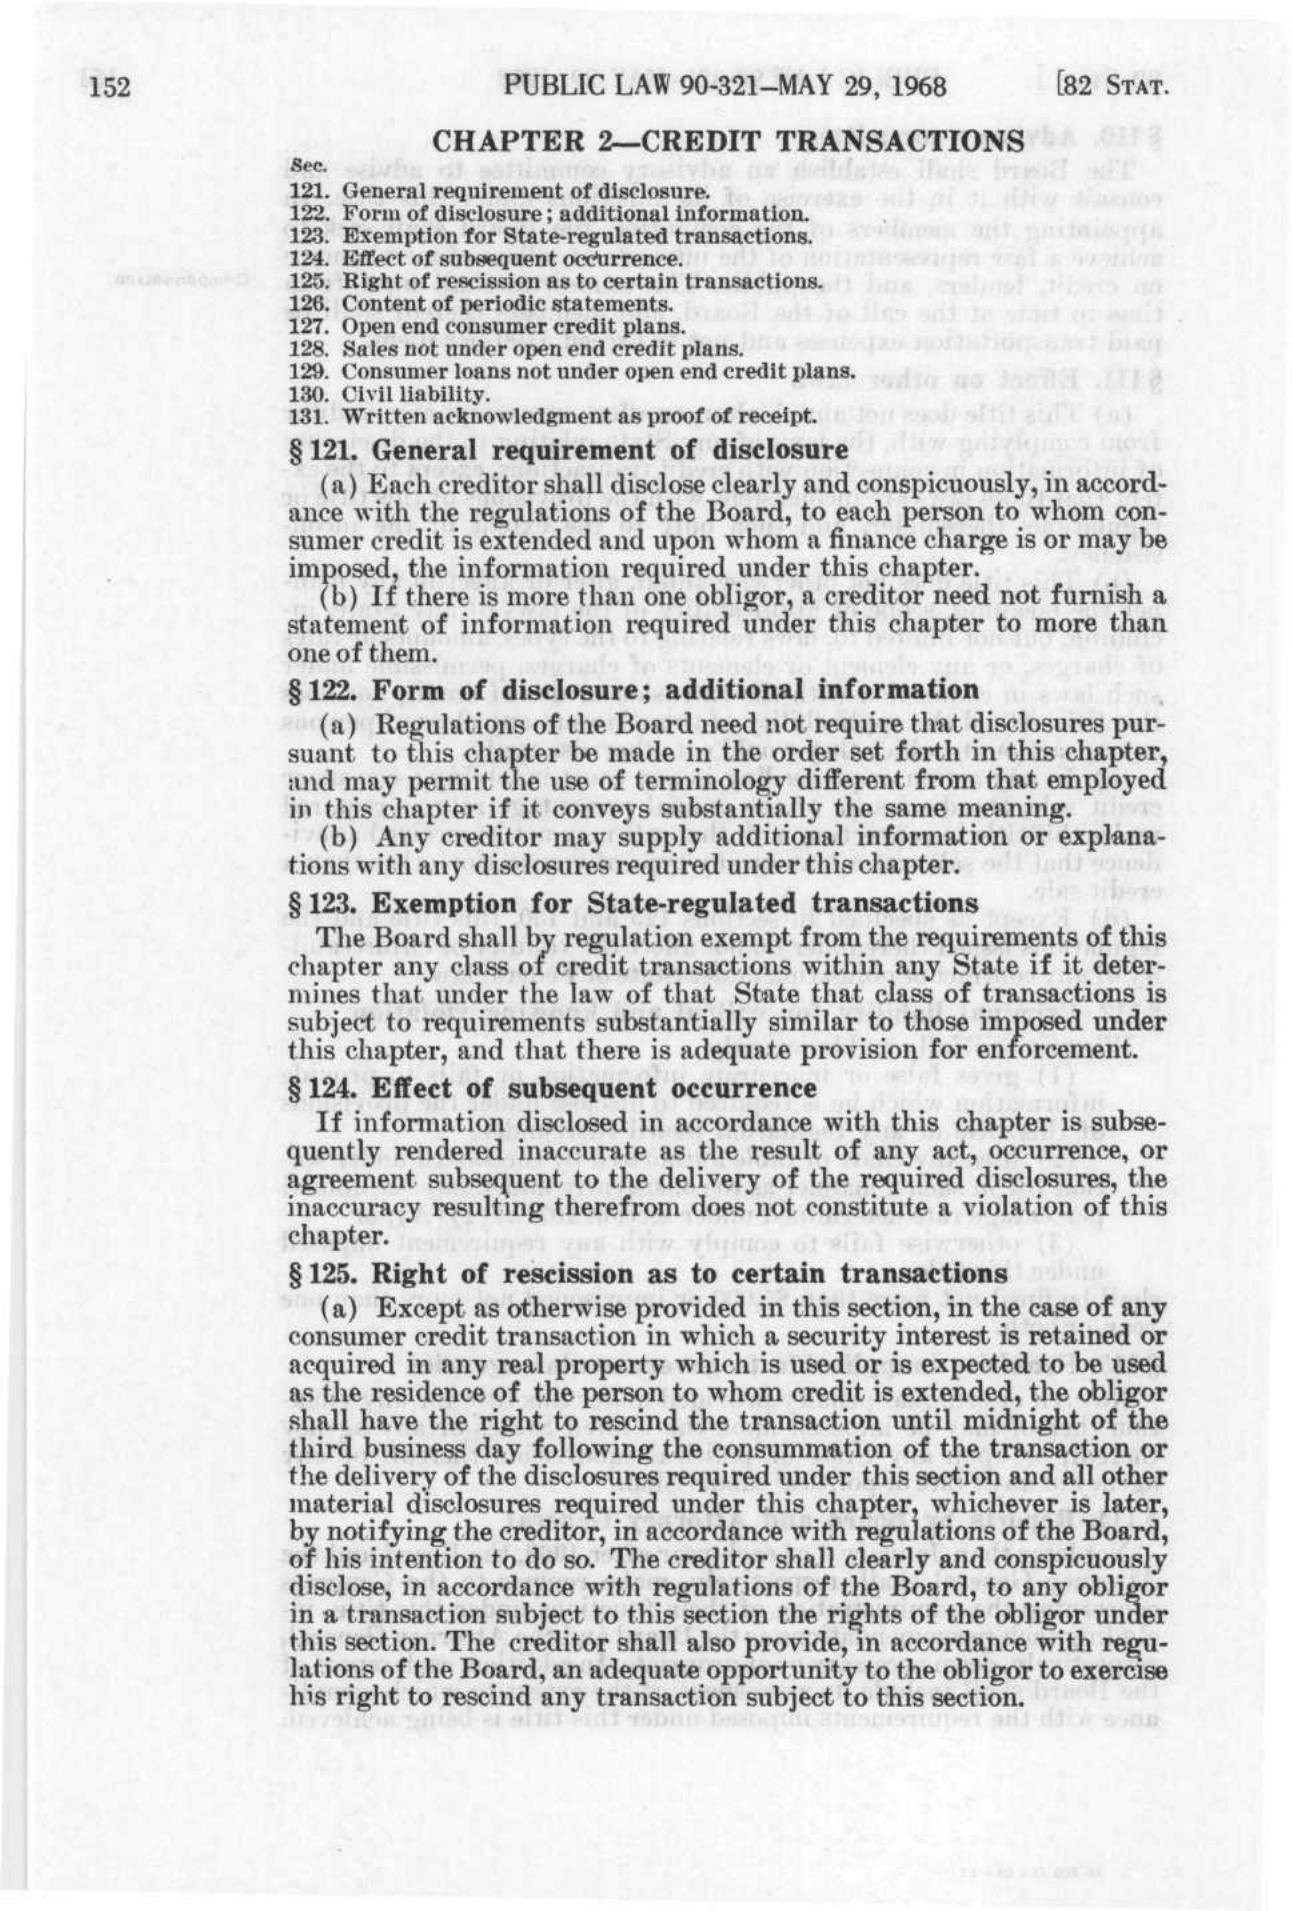 152
PUBLIC LAW 90-321–MAY 29, 1968
[82 STAT.
CHAPTER 2—CREDIT TRANSACTIONS
Sec.
121. General requirement of disclosure.
122. Form of disclosure; additional information.
123. Exemption for State-regulated transactions.
124. Effect of subsequent occurrence.
125. Right of rescission as to certain transactions.
126. Content of periodic statements.
127. Open end consumer credit plans.
128. Sales not under open end credit plans.
129. Consumer loans not under open end credit plans.
130. Civil liability.
131. Written acknowledgment as proof of receipt.
§ 121. General requirement of disclosure
(a) Each creditor shall disclose clearly and conspicuously, in accord-
ance with the regulations of the Board, to each person to whom con-
sumer credit is extended and upon whom a finance charge is or may be
imposed, the information required under this chapter.
(b) If there is more than one obligor, a creditor need not furnish a
statement of information required under this chapter to more than
one of them.
§ 122. Form of disclosure; additional information
(a) Regulations of the Board need not require that disclosures pur-
suant to this chapter be made in the order set forth in this chapter,
and may permit the use of terminology different from that employed
in this chapter if it conveys substantially the same meaning.
(b) Any creditor may supply additional information or explana-
tions with any disclosures required under this chapter.
§ 123. Exemption for State-regulated transactions
The Board shall by regulation exempt from the requirements of this
chapter any class of credit transactions within any State if it deter-
mines that under the law of that State that class of transactions is
subject to requirements substantially similar to those imposed under
this chapter, and that there is adequate provision for enforcement.
§ 124. Effect of subsequent occurrence
If information disclosed in accordance with this chapter is subse-
quently rendered inaccurate as the result of any act, occurrence, or
agreement subsequent to the delivery of the required disclosures, the
inaccuracy resulting therefrom does not constitute a violation of this
chapter.
§ 125. Right of rescission as to certain transactions
(a) Except as otherwise provided in this section, in the case of any
consumer credit transaction in which a security interest is retained or
acquired in any real property which is used or is expected to be used
as the residence of the person to whom credit is extended, the obligor
shall have the right to rescind the transaction until midnight of the
third business day following the consummation of the transaction or
the delivery of the disclosures required under this section and all other
material disclosures required under this chapter, whichever is later,
by notifying the creditor, in accordance with regulations of the Board,
of his intention to do so. The creditor shall clearly and conspicuously
disclose, in accordance with regulations of the Board, to any obligor
in a transaction subject to this section the rights of the obligor under
this section. The creditor shall also provide, in accordance with regu-
lations of the Board, an adequate opportunity to the obligor to exercise
his right to rescind any transaction subject to this section.